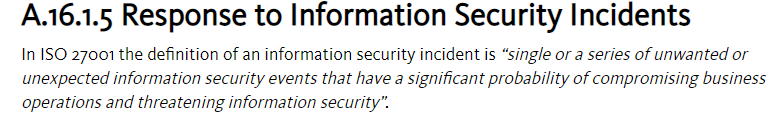 A.16.1.5 Response to Information Security Incidents
In ISO 27001 the definition of an information security incident is “single or a series of unwanted or
unexpected information security events that have a significant probability of compromising business
operations and threatening information security”.